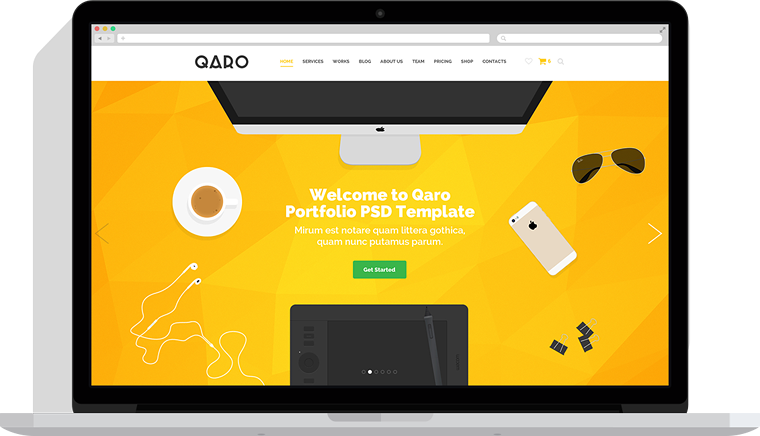 QARO
HOME SERVICES WORKS BLOG ABOUT US TEAM PRICING SHOP CONTACTS
Welcome to Qaro
Portfolio PSD Template
Mirum est notare quam littera gothica,
quam nunc putamus parum.
Get Started